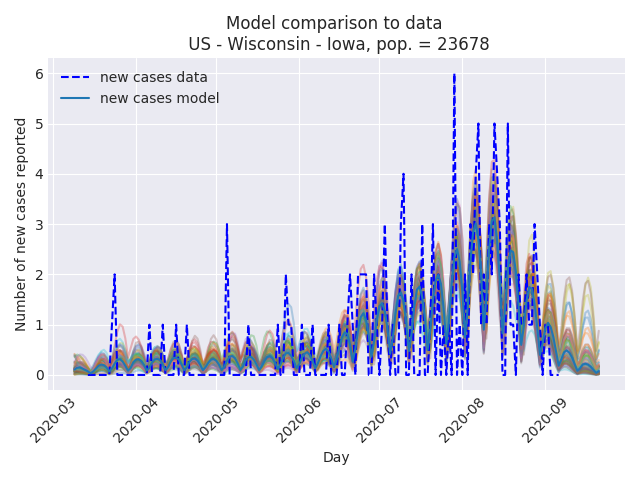 Model comparison to data
US - Wisconsin - Iowa, pop. = 23678
Number of new cases reported
6
5
4
3
2
1
0
new cases data
new cases model
2020-03
2020-04
2020-05
2020-06
2020-07
2020-08
2020-09
Day